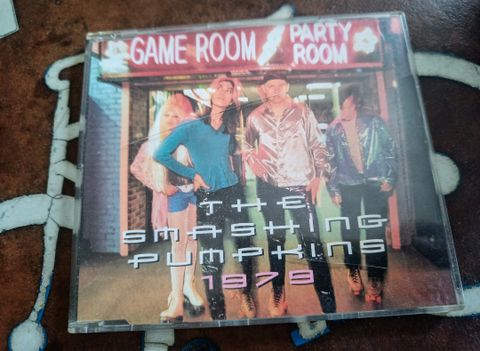 GAME ROOM
PARTY
ROOM
THE
SMASHING
PUMPKINS
1979